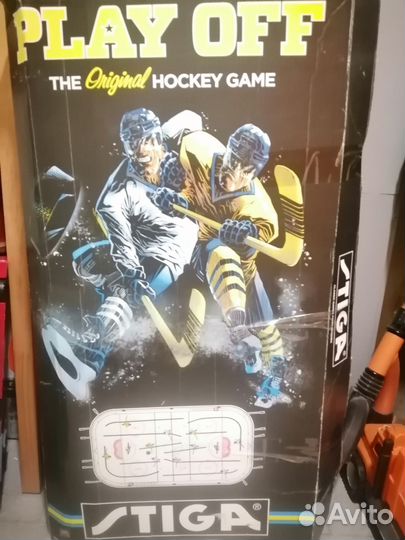 PLAY OFF
THE Original HOCKEY GAME
STIGA
STIGA
Avito